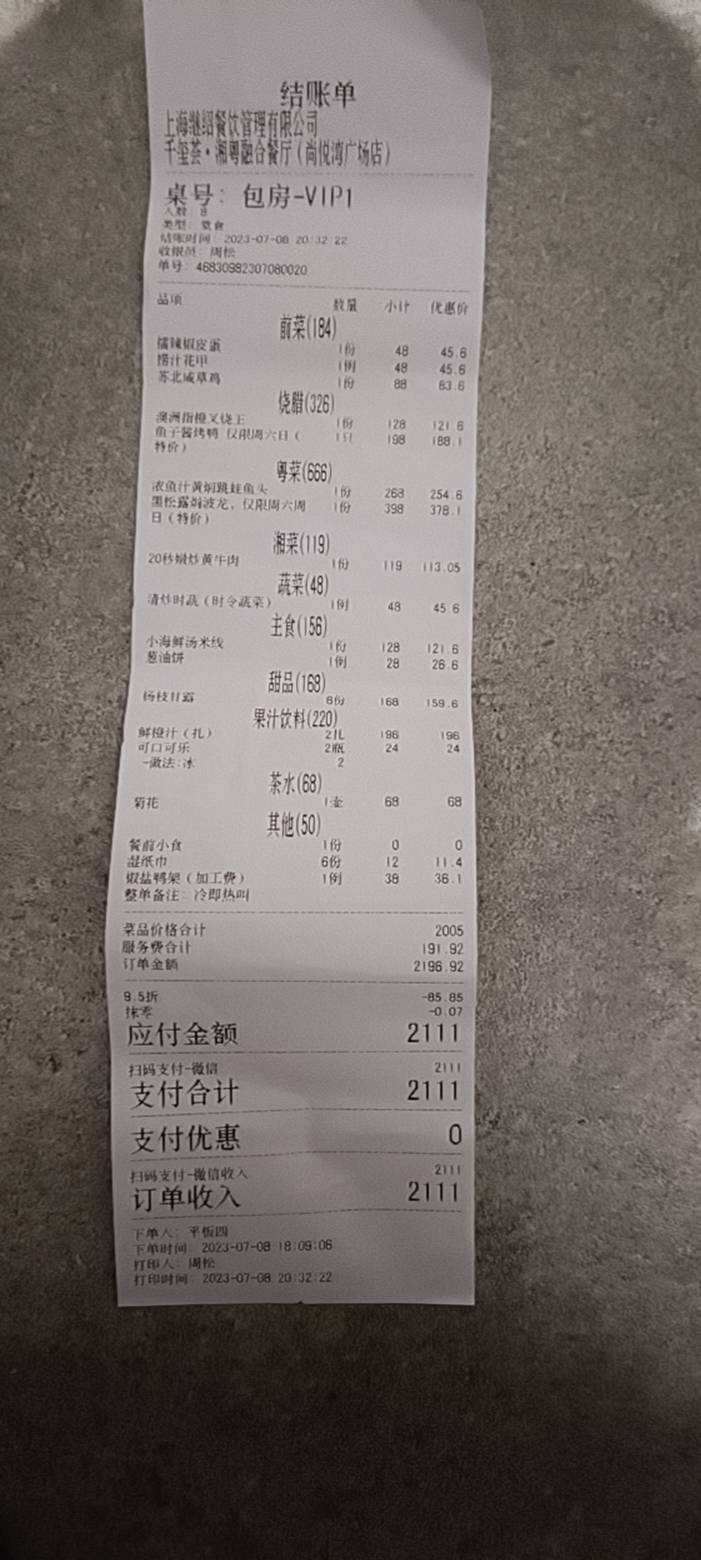 结账单
上海继绍餐饮管理有限公司
千玺荟·湘粤融合餐厅(尚悦湾广场店)
桌号: 包房-VIP1
人数: 8
类型: 堂食
结账时间: 2023-07-08 20:32:22
收银员: 周松
单号: 46830982307080020
品项 数量 小计 优惠价
前菜(184)
擂辣椒皮蛋 1份 48 45.6
捞汁花甲 1例 48 45.6
苏北咸草鸡 1份 88 83.6
烧腊(326)
澳洲指橙叉烧王 1份 128 121.6
鱼子酱烤鸭 仅限周六日( 1只 198 188.1
特价)
粤菜(666)
浓鱼汁黄焖跳蛙鱼头 1份 268 254.6
黑松露焗波龙,仅限周六周 1份 398 378.1
日(特价)
湘菜(119)
20秒嫩炒黄牛肉 1份 119 113.05
蔬菜(48)
清炒时蔬(时令蔬菜) 1例 48 45.6
主食(156)
小海鲜汤米线 1份 128 121.6
葱油饼 1例 28 26.6
甜品(168)
杨枝甘露 6份 168 159.6
果汁饮料(220)
鲜橙汁(扎) 2扎 196 196
可口可乐 2瓶 24 24
-做法:冰 2
茶水(68)
菊花 1壶 68 68
其他(50)
餐前小食 1份 0 0
湿纸巾 6份 12 11.4
椒盐鸭架(加工费) 1例 38 36.1
整单备注: 冷即热叫
菜品价格合计 2005
服务费合计 191.92
订单金额 2196.92
9.5折 -85.85
抹零 -0.07
应付金额 2111
扫码支付-微信 2111
支付合计 2111
支付优惠 0
扫码支付-微信收入 2111
订单收入 2111
下单人: 平板四
下单时间: 2023-07-08 18:09:06
打印人: 周松
打印时间: 2023-07-08 20:32:22